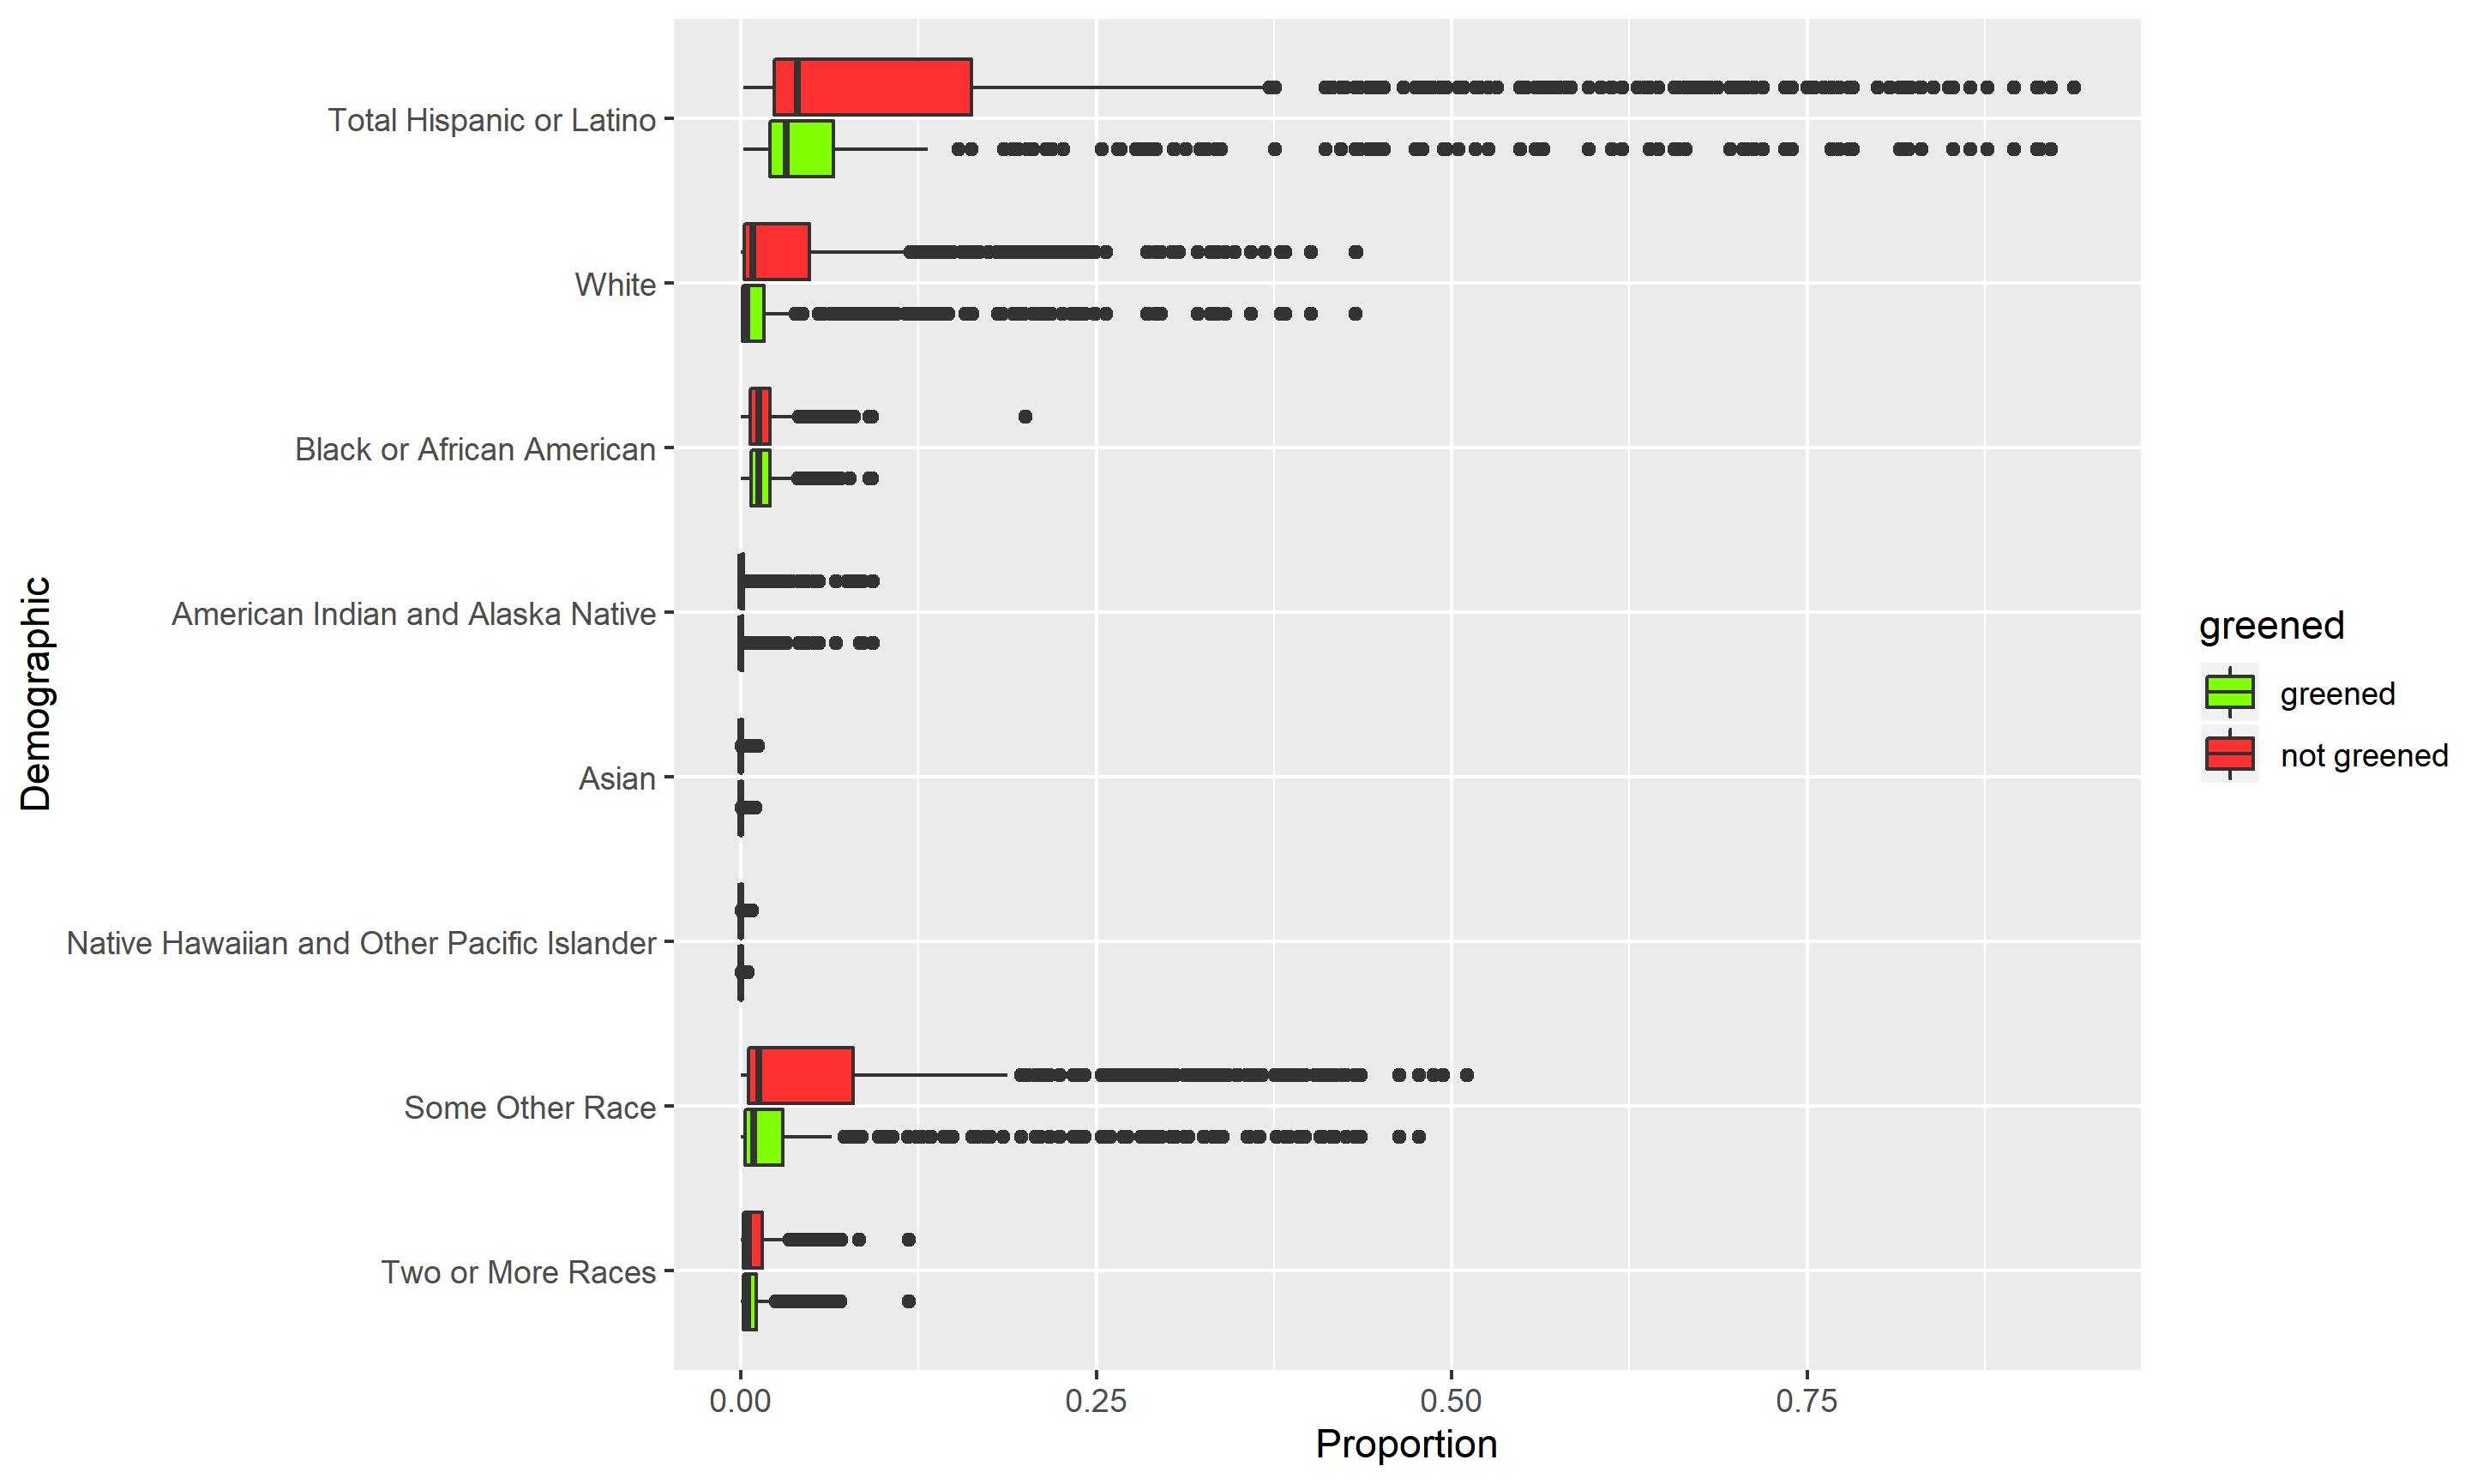 Total Hispanic or Latino
White
Black or African American
American Indian and Alaska Native
Asian
Native Hawaiian and Other Pacific Islander
Some Other Race
Two or More Races
Demographic
0.00
0.25
0.50
0.75
Proportion
greened
greened
not greened